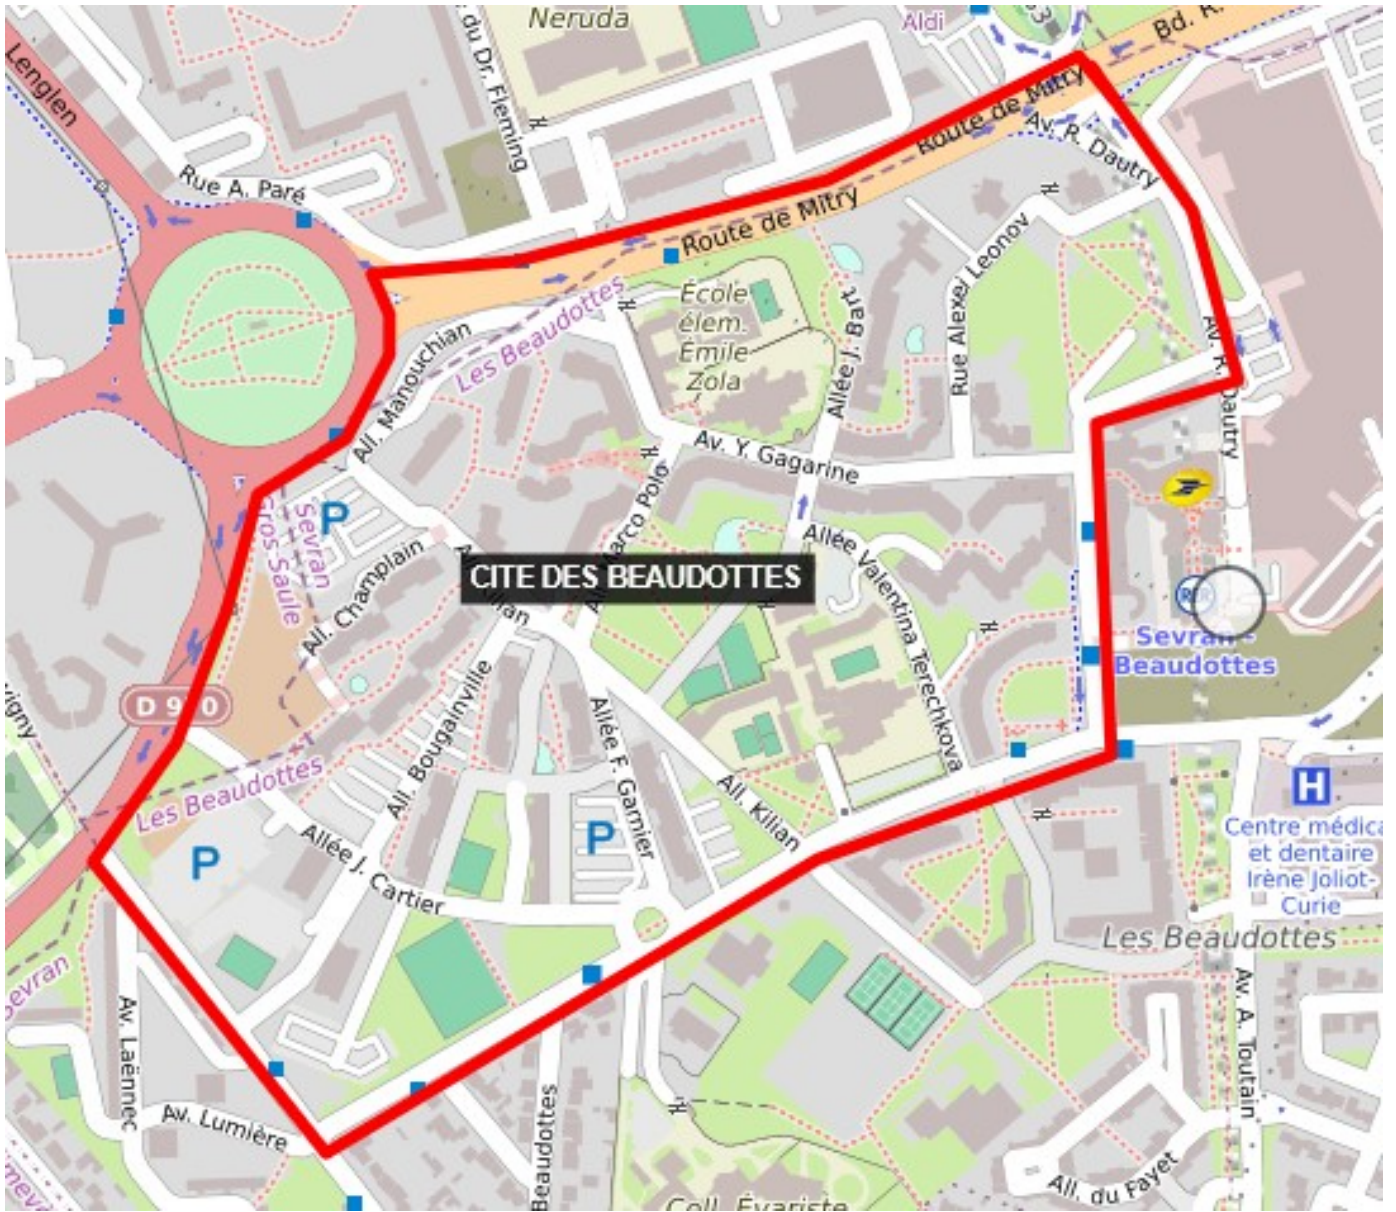 Neruda
Aldi
53
Bd. R.
Lenglen
du Dr. Fleming
Rue A. Paré
Route de Mitry
Av. R. Dautry
Route de Mitry
École
élem.
Émile
Zola
Les Beaudottes
All. Manouchian
Allée J. Bart
Rue Alexei Leonov
Av. R. Dautry
Av. Y. Gagarine
P
Sevran
Gros Saule
All. Champlain
CITE DES BEAUDOTTES
Allée Valentina Terechkova
Sevran -
Beaudottes
All. Bougainville
Allée F. Garnier
Les Beaudottes
All. Kilian
H
Centre médica
et dentaire
Irène Joliot-
Curie
P
P
Allée J. Cartier
Les Beaudottes
Sevran
Av. Laënnec
Av. Lumière
Beaudottes
Av. A. Toutain
All. du Fayet
Coll. Évariste